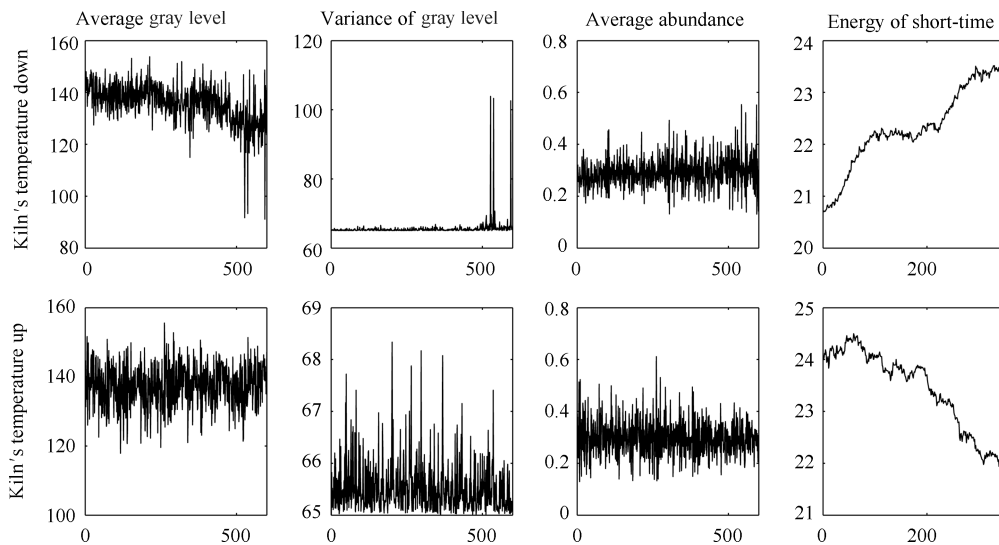 Average gray level Variance of gray level Average abundance Energy of short-time
Kiln's temperature down
160 120 0.8 24
140 0.6 23
120 100 0.4 22
100 80 0.2 21
80 60 0 20
0 500 0 500 0 500 0 200
Kiln's temperature up
160 69 0.8 25
140 68 0.6 24
120 67 0.4 23
100 66 0.2 22
65 0 21
0 500 0 500 0 500 0 200